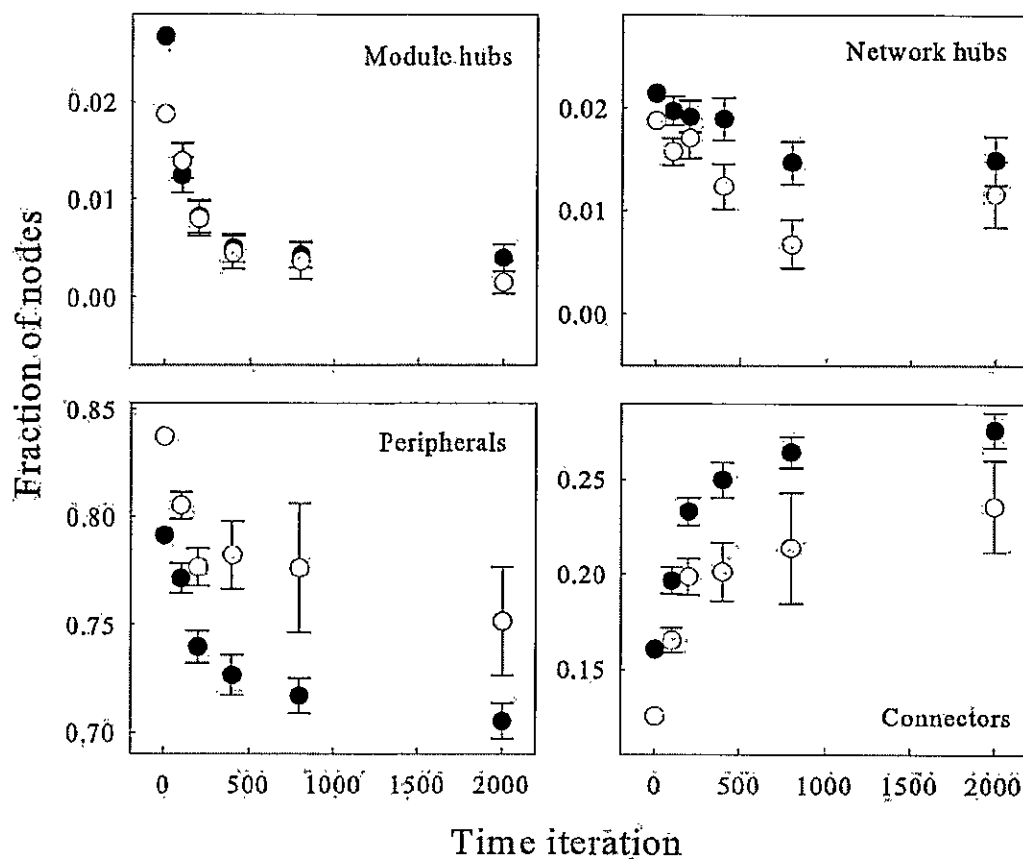 Module hubs
Network hubs
0.02
0.01
0.00
0.02
0.01
0.00
Fraction of nodes
Peripherals
Connectors
0.85
0.80
0.75
0.70
0.25
0.20
0.15
0 500 1000 1500 2000
0 500 1000 1500 2000
Time iteration